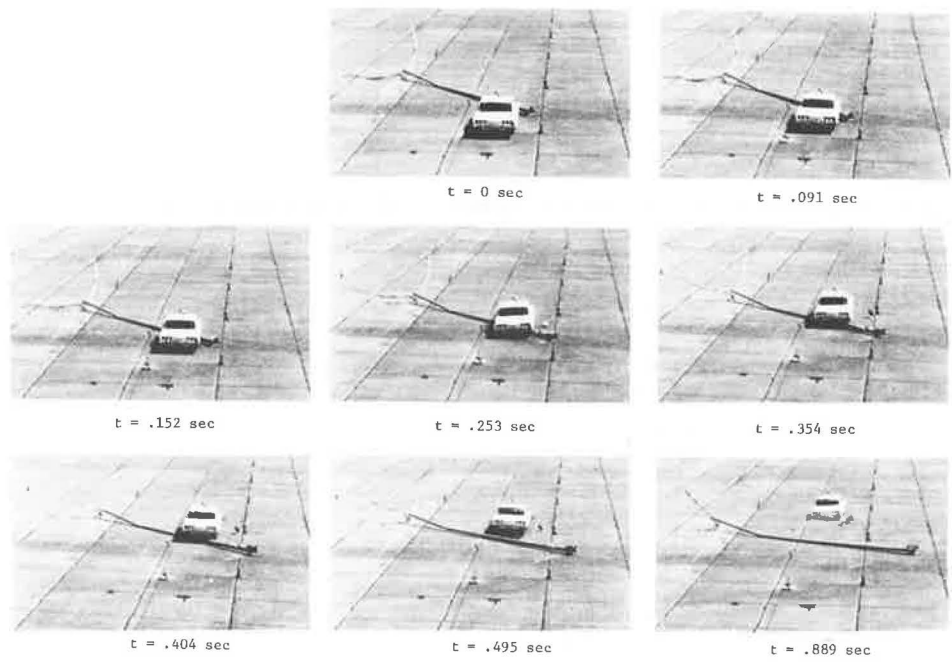 t = 0 sec
t = .091 sec
t = .152 sec
t = .253 sec
t = .354 sec
t = .404 sec
t = .495 sec
t = .889 sec